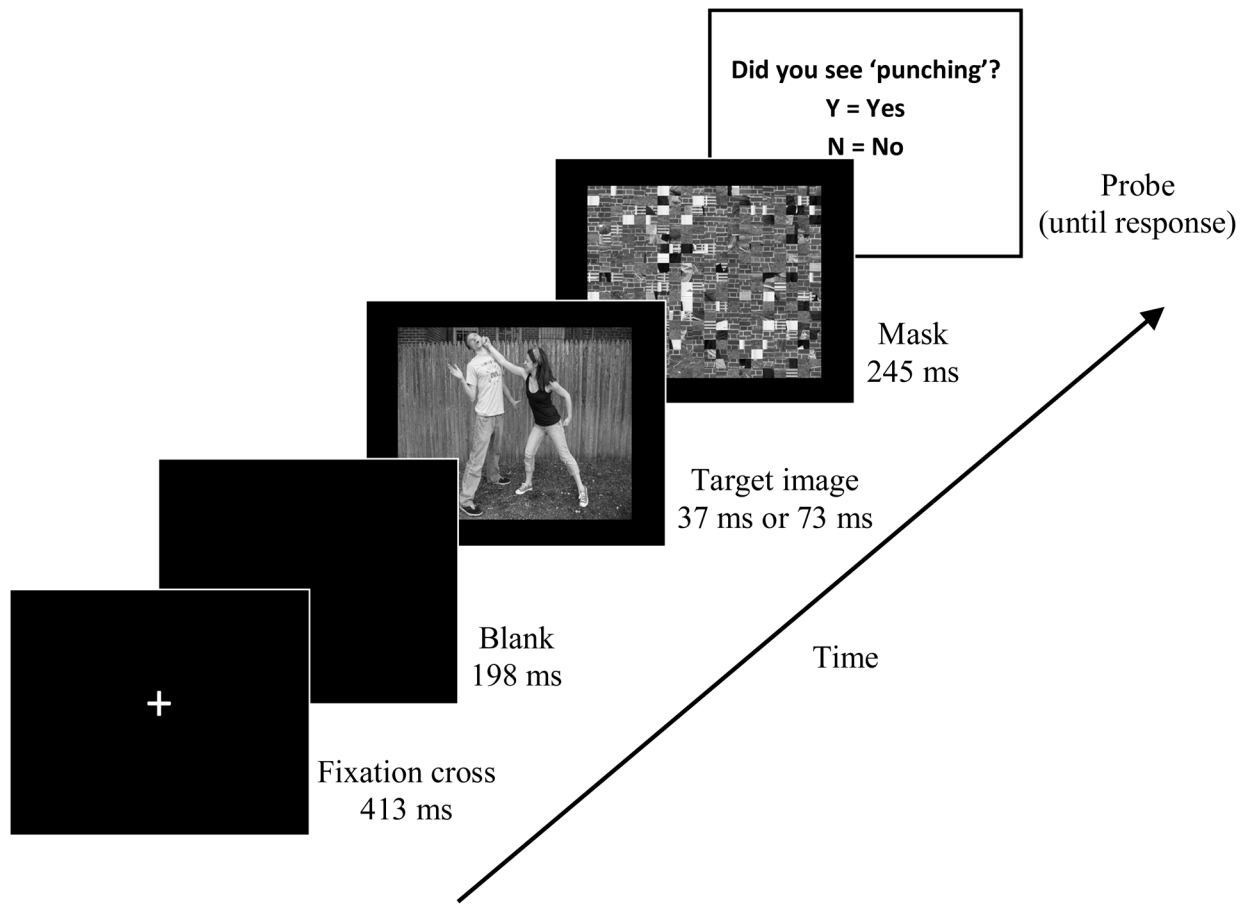 Did you see ‘punching’?
Y = Yes
N = No
Probe
(until response)
Mask
245 ms
Target image
37 ms or 73 ms
Blank
198 ms
Time
Fixation cross
413 ms